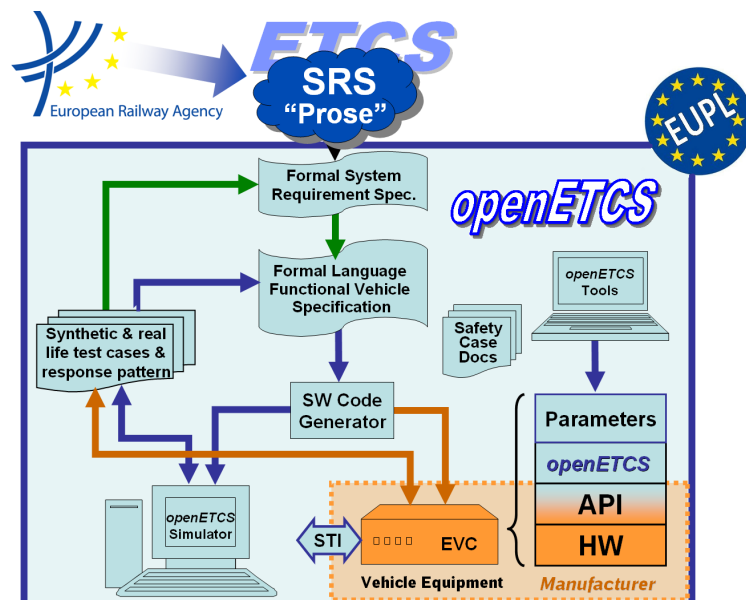 ETCS
SRS
“Prose”
European Railway Agency
EUPL
Formal System
Requirement Spec.
openETCS
Formal Language
Functional Vehicle
Specification
openETCS
Tools
Synthetic & real
life test cases &
response pattern
Safety
Case
Docs
SW Code
Generator
Parameters
openETCS
API
HW
openETCS
Simulator
STI
EVC
Vehicle Equipment
Manufacturer